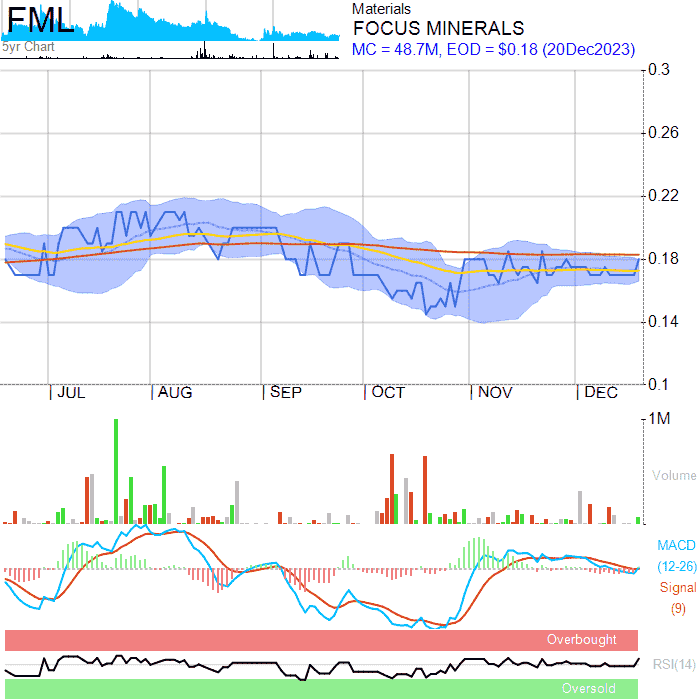 FML
5yr Chart
Materials
FOCUS MINERALS
MC = 48.7M, EOD = $0.18 (20Dec2023)
0.3
0.26
0.22
0.18
0.14
0.1
JUL AUG SEP OCT NOV DEC
1M
Volume
MACD
(12-26)
Signal
(9)
Overbought
RSI(14)
Oversold